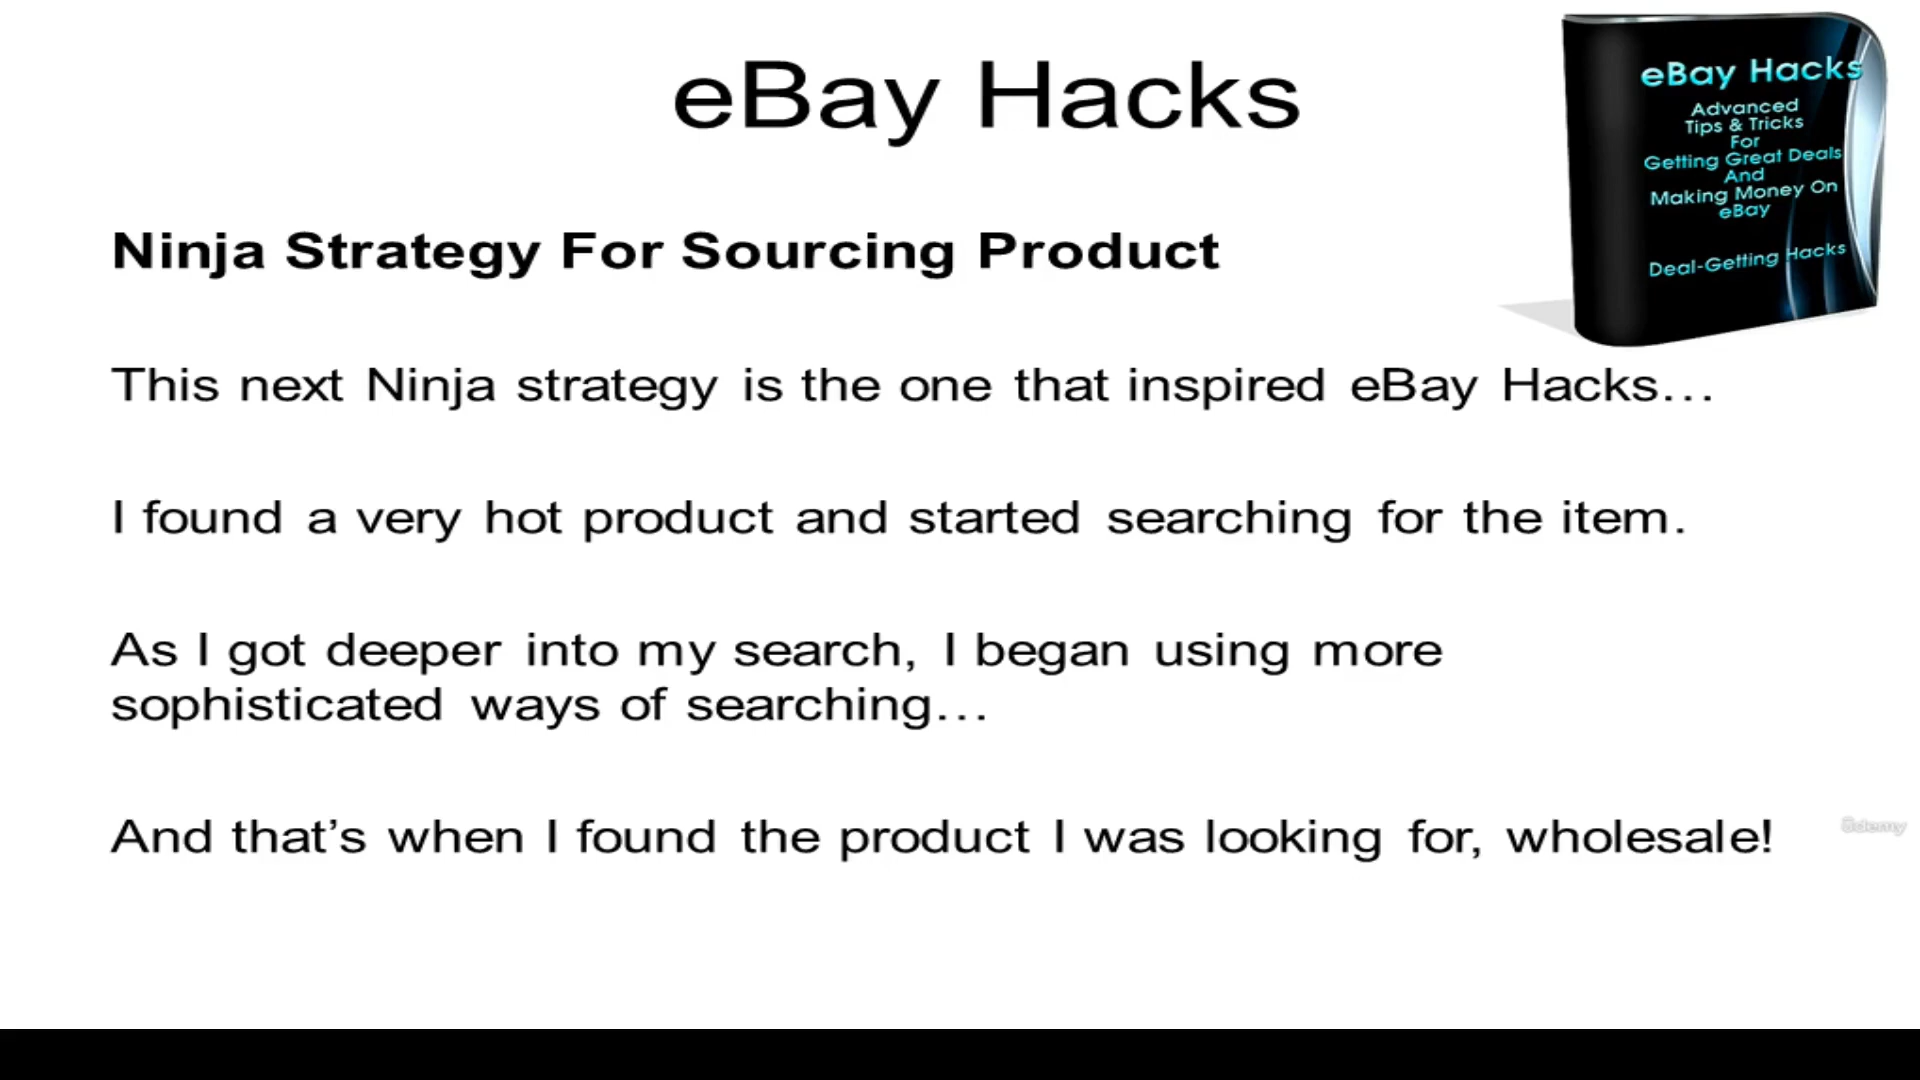 eBay Hacks
eBay Hacks
Advanced
Tips & Tricks
For
Getting Great Deals
And
Making Money On
eBay
Deal-Getting Hacks
Ninja Strategy For Sourcing Product
This next Ninja strategy is the one that inspired eBay Hacks…
I found a very hot product and started searching for the item.
As I got deeper into my search, I began using more
sophisticated ways of searching…
And that’s when I found the product I was looking for, wholesale!
ûdemy